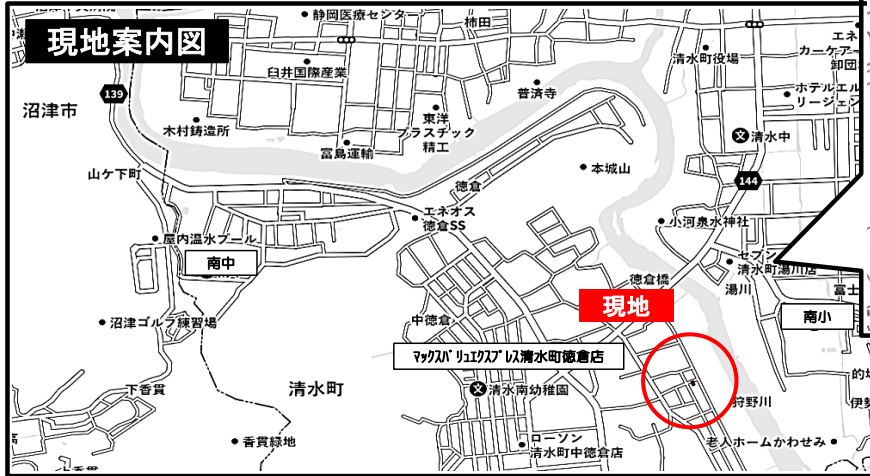 現地案内図
静岡医療センター
柿田
臼井国際産業
清水町役場
エネ
カーケアー
卸団
139
沼津市
木村鋳造所
東洋
プラスチック
精工
普済寺
ホテルエル
リージェン
富島運輸
清水中
山ケ下町
本城山
144
徳倉
エネオス
徳倉SS
小河泉水神社
屋内温水プール
南中
セブン
清水町湯川店
徳倉橋
湯川
富士
現地
南小
沼津ゴルフ練習場
中徳倉
マックスバリュエクスプレス清水町徳倉店
下香貫
清水町
清水南幼稚園
的場
狩野川
伊勢
香貫緑地
ローソン
清水町中徳倉店
老人ホームかわせみ
上香貫